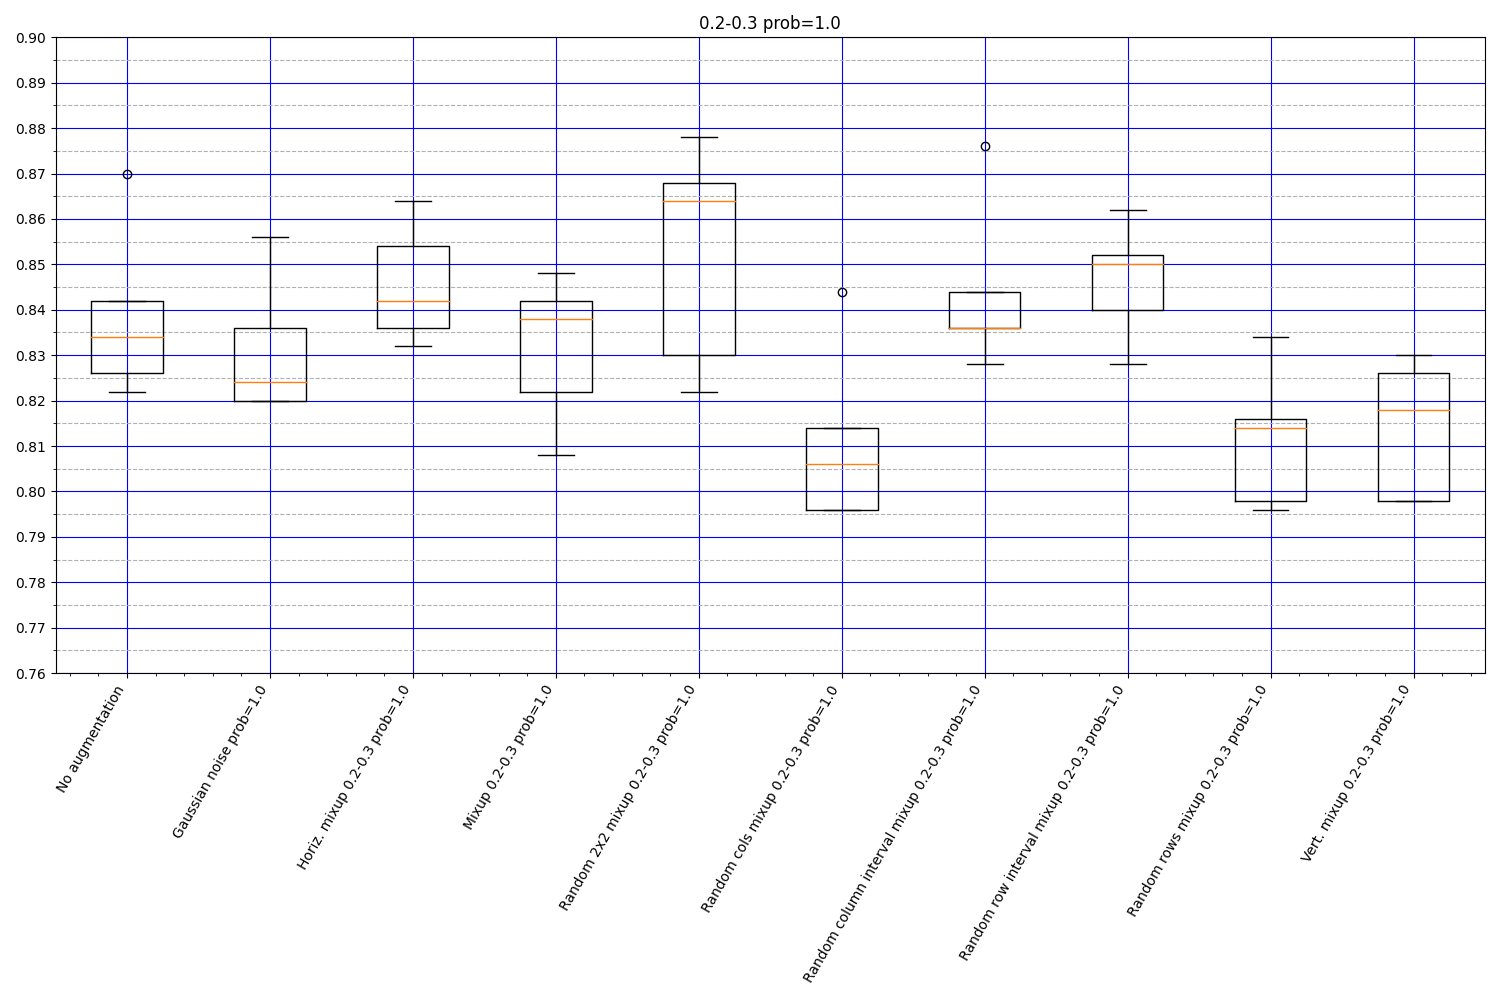 0.2-0.3 prob=1.0
0.90
0.89
0.88
0.87
0.86
0.85
0.84
0.83
0.82
0.81
0.80
0.79
0.78
0.77
0.76
No augmentation
Gaussian noise prob=1.0
Horiz. mixup 0.2-0.3 prob=1.0
Mixup 0.2-0.3 prob=1.0
Random 2x2 mixup 0.2-0.3 prob=1.0
Random cols mixup 0.2-0.3 prob=1.0
Random column interval mixup 0.2-0.3 prob=1.0
Random row interval mixup 0.2-0.3 prob=1.0
Random rows mixup 0.2-0.3 prob=1.0
Vert. mixup 0.2-0.3 prob=1.0